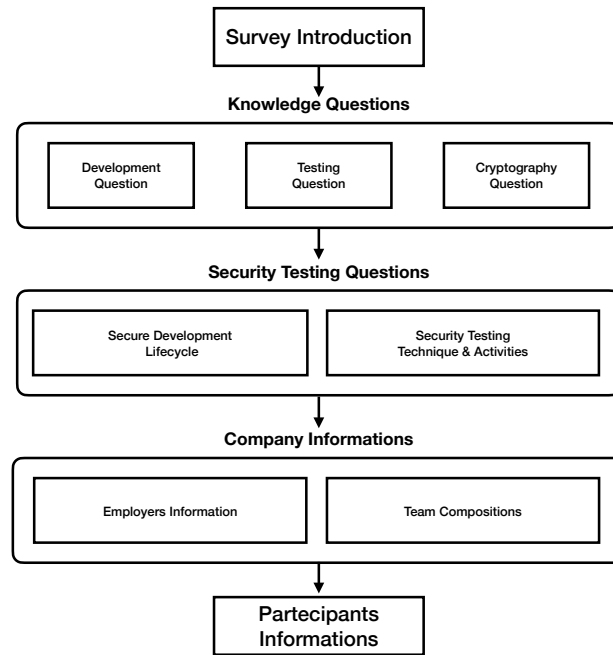 Survey Introduction
Knowledge Questions
Development
Question
Testing
Question
Cryptography
Question
Security Testing Questions
Secure Development
Lifecycle
Security Testing
Technique & Activities
Company Informations
Employers Information
Team Compositions
Partecipants
Informations